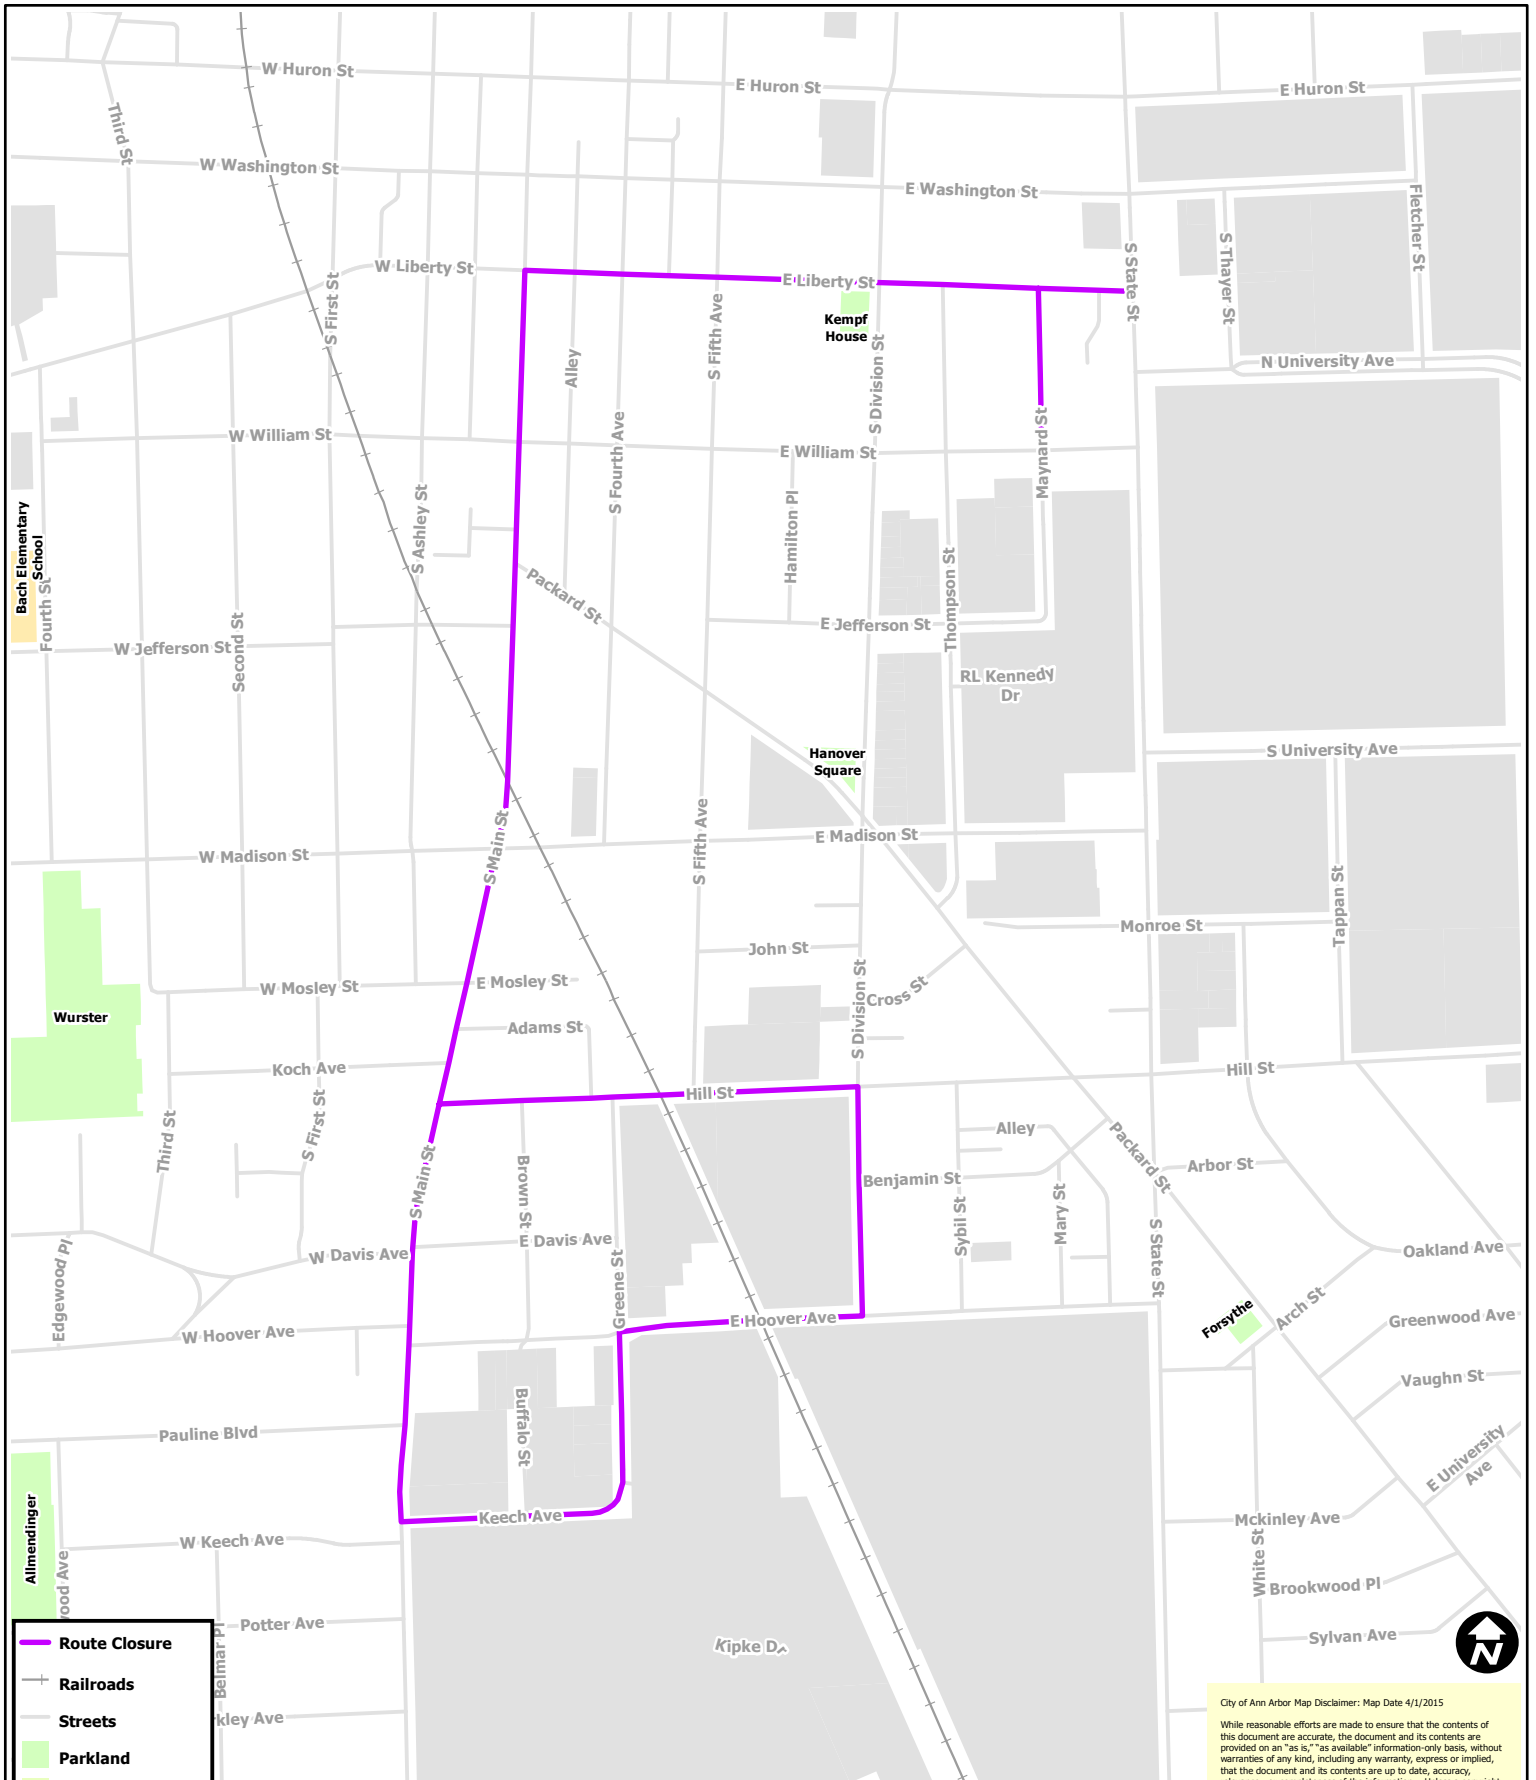 W Huron St
E Huron St
E Huron St
Third St
W Washington St
E Washington St
Fletcher St
S Thayer St
S State St
W Liberty St
E Liberty St
S First St
Kempf
House
S Fifth Ave
Alley
S Division St
N University Ave
Maynard St
W William St
E William St
S Fourth Ave
S Ashley St
Hamilton Pl
Bach Elementary
School
Fourth St
Packard St
Thompson St
E Jefferson St
W Jefferson St
Second St
RL Kennedy
Dr
Hanover
Square
S University Ave
S Main St
S Fifth Ave
E Madison St
W Madison St
Tappan St
Monroe St
John St
W Mosley St
E Mosley St
Cross St
S Division St
Wurster
Adams St
Koch Ave
Hill St
Hill St
S First St
Third St
Alley
Packard St
S Main St
Brown St
Arbor St
Benjamin St
Sybil St
Mary St
S State St
E Davis Ave
W Davis Ave
Greene St
Oakland Ave
Edgewood Pl
Arch St
Forsythe
Greenwood Ave
E Hoover Ave
W Hoover Ave
Vaughn St
Buffalo St
Pauline Blvd
E University
Ave
Keech Ave
Mckinley Ave
Allmendinger
W Keech Ave
White St
Brookwood Pl
wood Ave
Potter Ave
Sylvan Ave
Kipke Dr
Belmar Pl
rkley Ave
Route Closure
Railroads
Streets
Parkland
N
City of Ann Arbor Map Disclaimer: Map Date 4/1/2015
While reasonable efforts are made to ensure that the contents of
this document are accurate, the document and its contents are
provided on an "as is," "as available" information-only basis, without
warranties of any kind, including any warranty, express or implied,
that the document and its contents are up to date, accuracy,